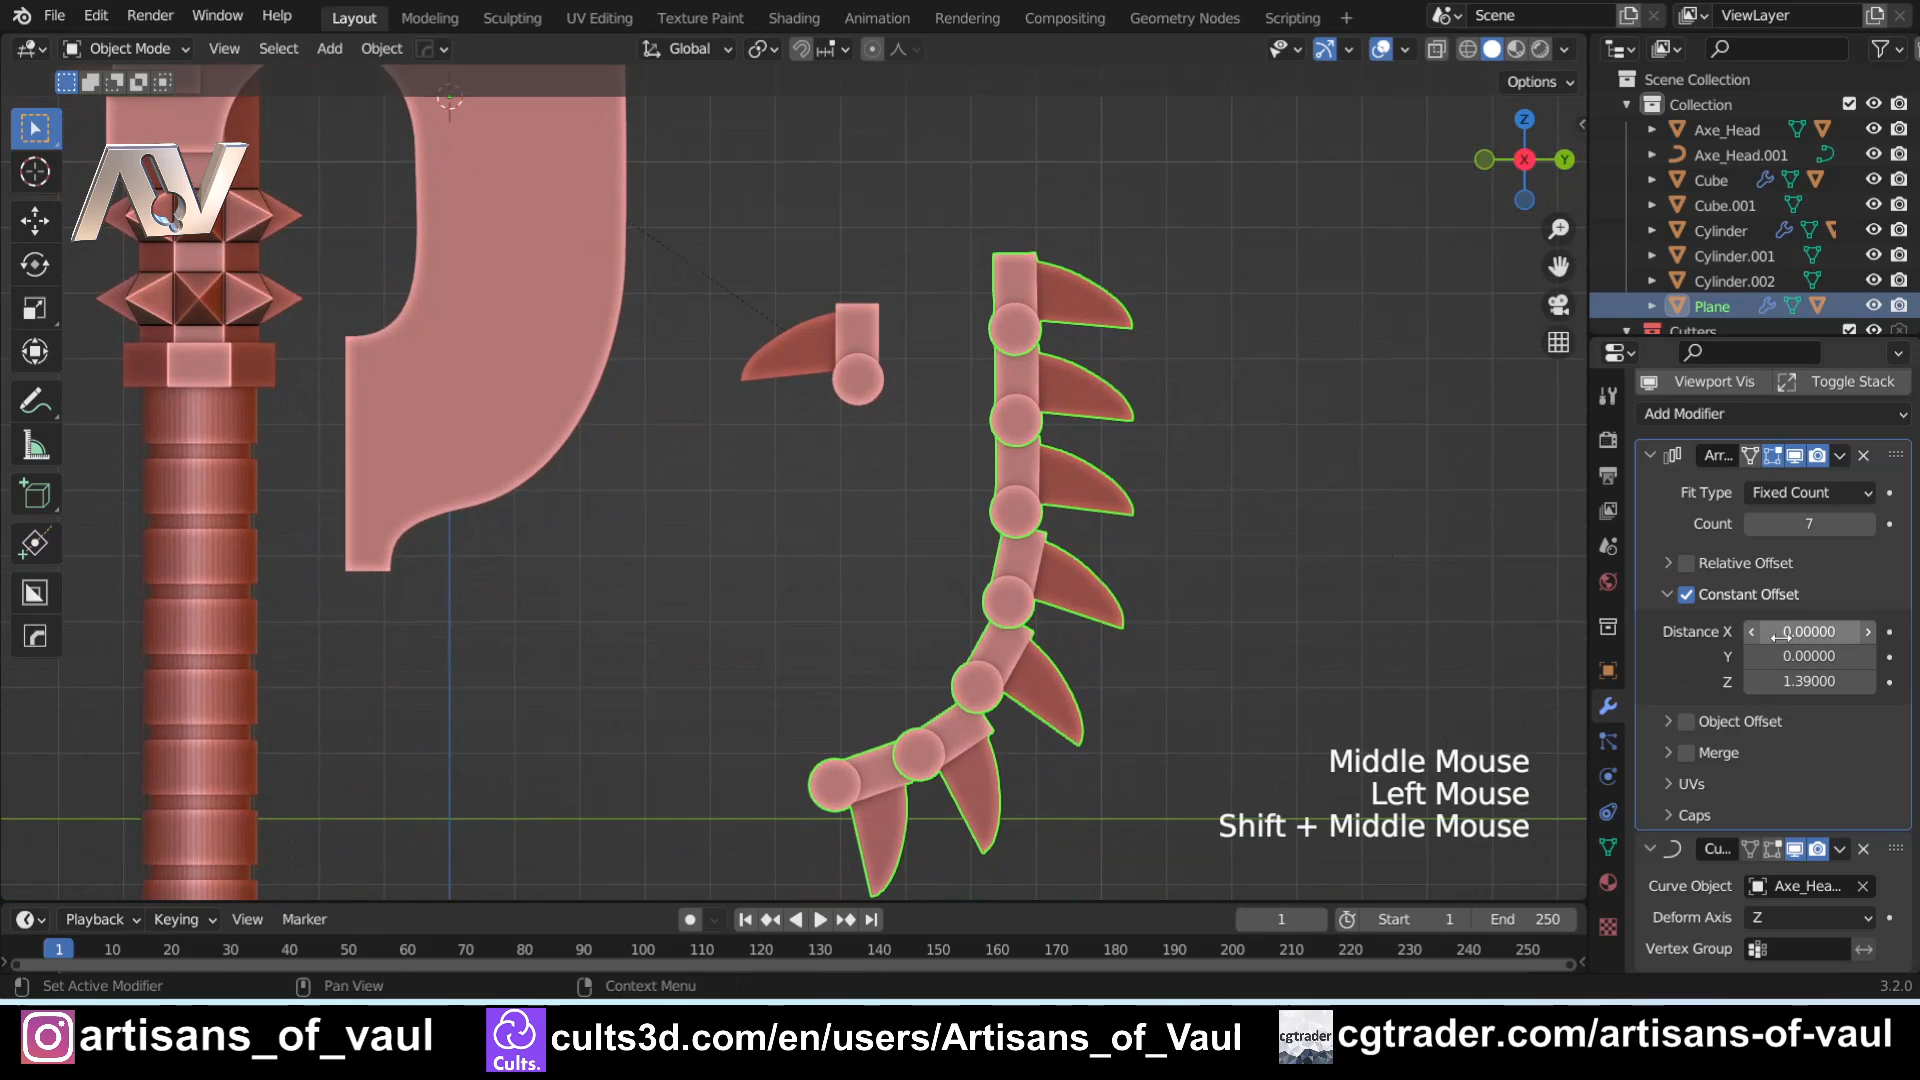 File Edit Render Window Help Layout Modeling Sculpting UV Editing Texture Paint Shading Animation Rendering Compositing Geometry Nodes Scripting + Scene ViewLayer
Object Mode View Select Add Object Global
Options
Scene Collection
Collection
Axe_Head
Axe_Head.001
Cube
Cube.001
Cylinder
Cylinder.001
Cylinder.002
Plane
Cutters
Z
X
Y
AV
Viewport Vis Toggle Stack
Add Modifier
Arr...
Fit Type Fixed Count
Count 7
Relative Offset
Constant Offset
Distance X 0.00000
Y 0.00000
Z 1.39000
Object Offset
Merge
UVs
Caps
Cu...
Curve Object Axe_Hea...
Deform Axis Z
Vertex Group
Middle Mouse
Left Mouse
Shift + Middle Mouse
Playback Keying View Marker 1 Start 1 End 250
1 10 20 30 40 50 60 70 80 90 100 110 120 130 140 150 160 170 180 190 200 210 220 230 240 250
Set Active Modifier Pan View Context Menu 3.2.0
artisans_of_vaul Cults. cults3d.com/en/users/Artisans_of_Vaul cgtrader cgtrader.com/artisans-of-vaul